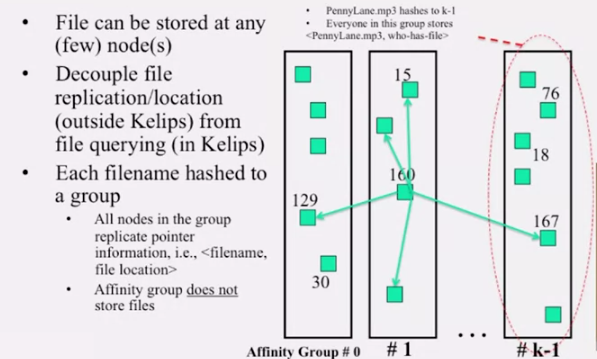 • File can be stored at any
(few) node(s)
• Decouple file
replication/location
(outside Kelips) from
file querying (in Kelips)
• Each filename hashed to
a group
• All nodes in the group
replicate pointer
information, i.e., <filename,
file location>
• Affinity group does not
store files
• PennyLane.mp3 hashes to k-1
• Everyone in this group stores
<PennyLane.mp3, who-has-file>
15
76
18
160
129
167
30
• • •
Affinity Group # 0
# 1
# k-1